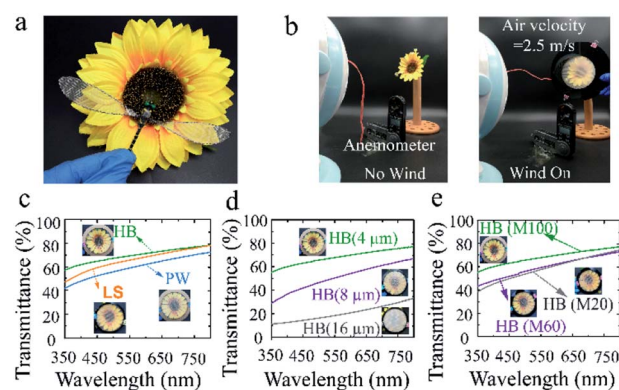 a
b
Air velocity
=2.5 m/s
Anemometer
No Wind
Wind On
c
Transmittance (%)
100
80
60
40
20
0
HB
LS
PW
350 450 550 650 750
Wavelength (nm)
d
Transmittance (%)
100
80
60
40
20
0
HB(4 μm)
HB(8 μm)
HB(16 μm)
350 450 550 650 750
Wavelength (nm)
e
Transmittance (%)
100
80
60
40
20
0
HB (M100)
HB (M20)
HB (M60)
350 450 550 650 750
Wavelength (nm)